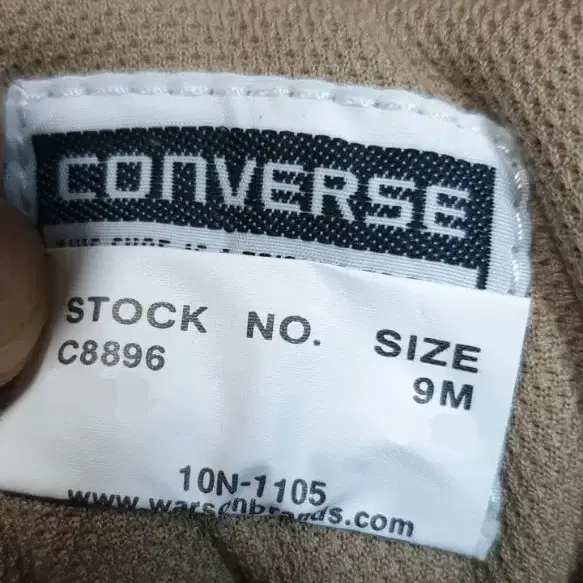 CONVERSE
STOCK NO. SIZE
C8896 9M
10N-1105
www.warsonbrands.com